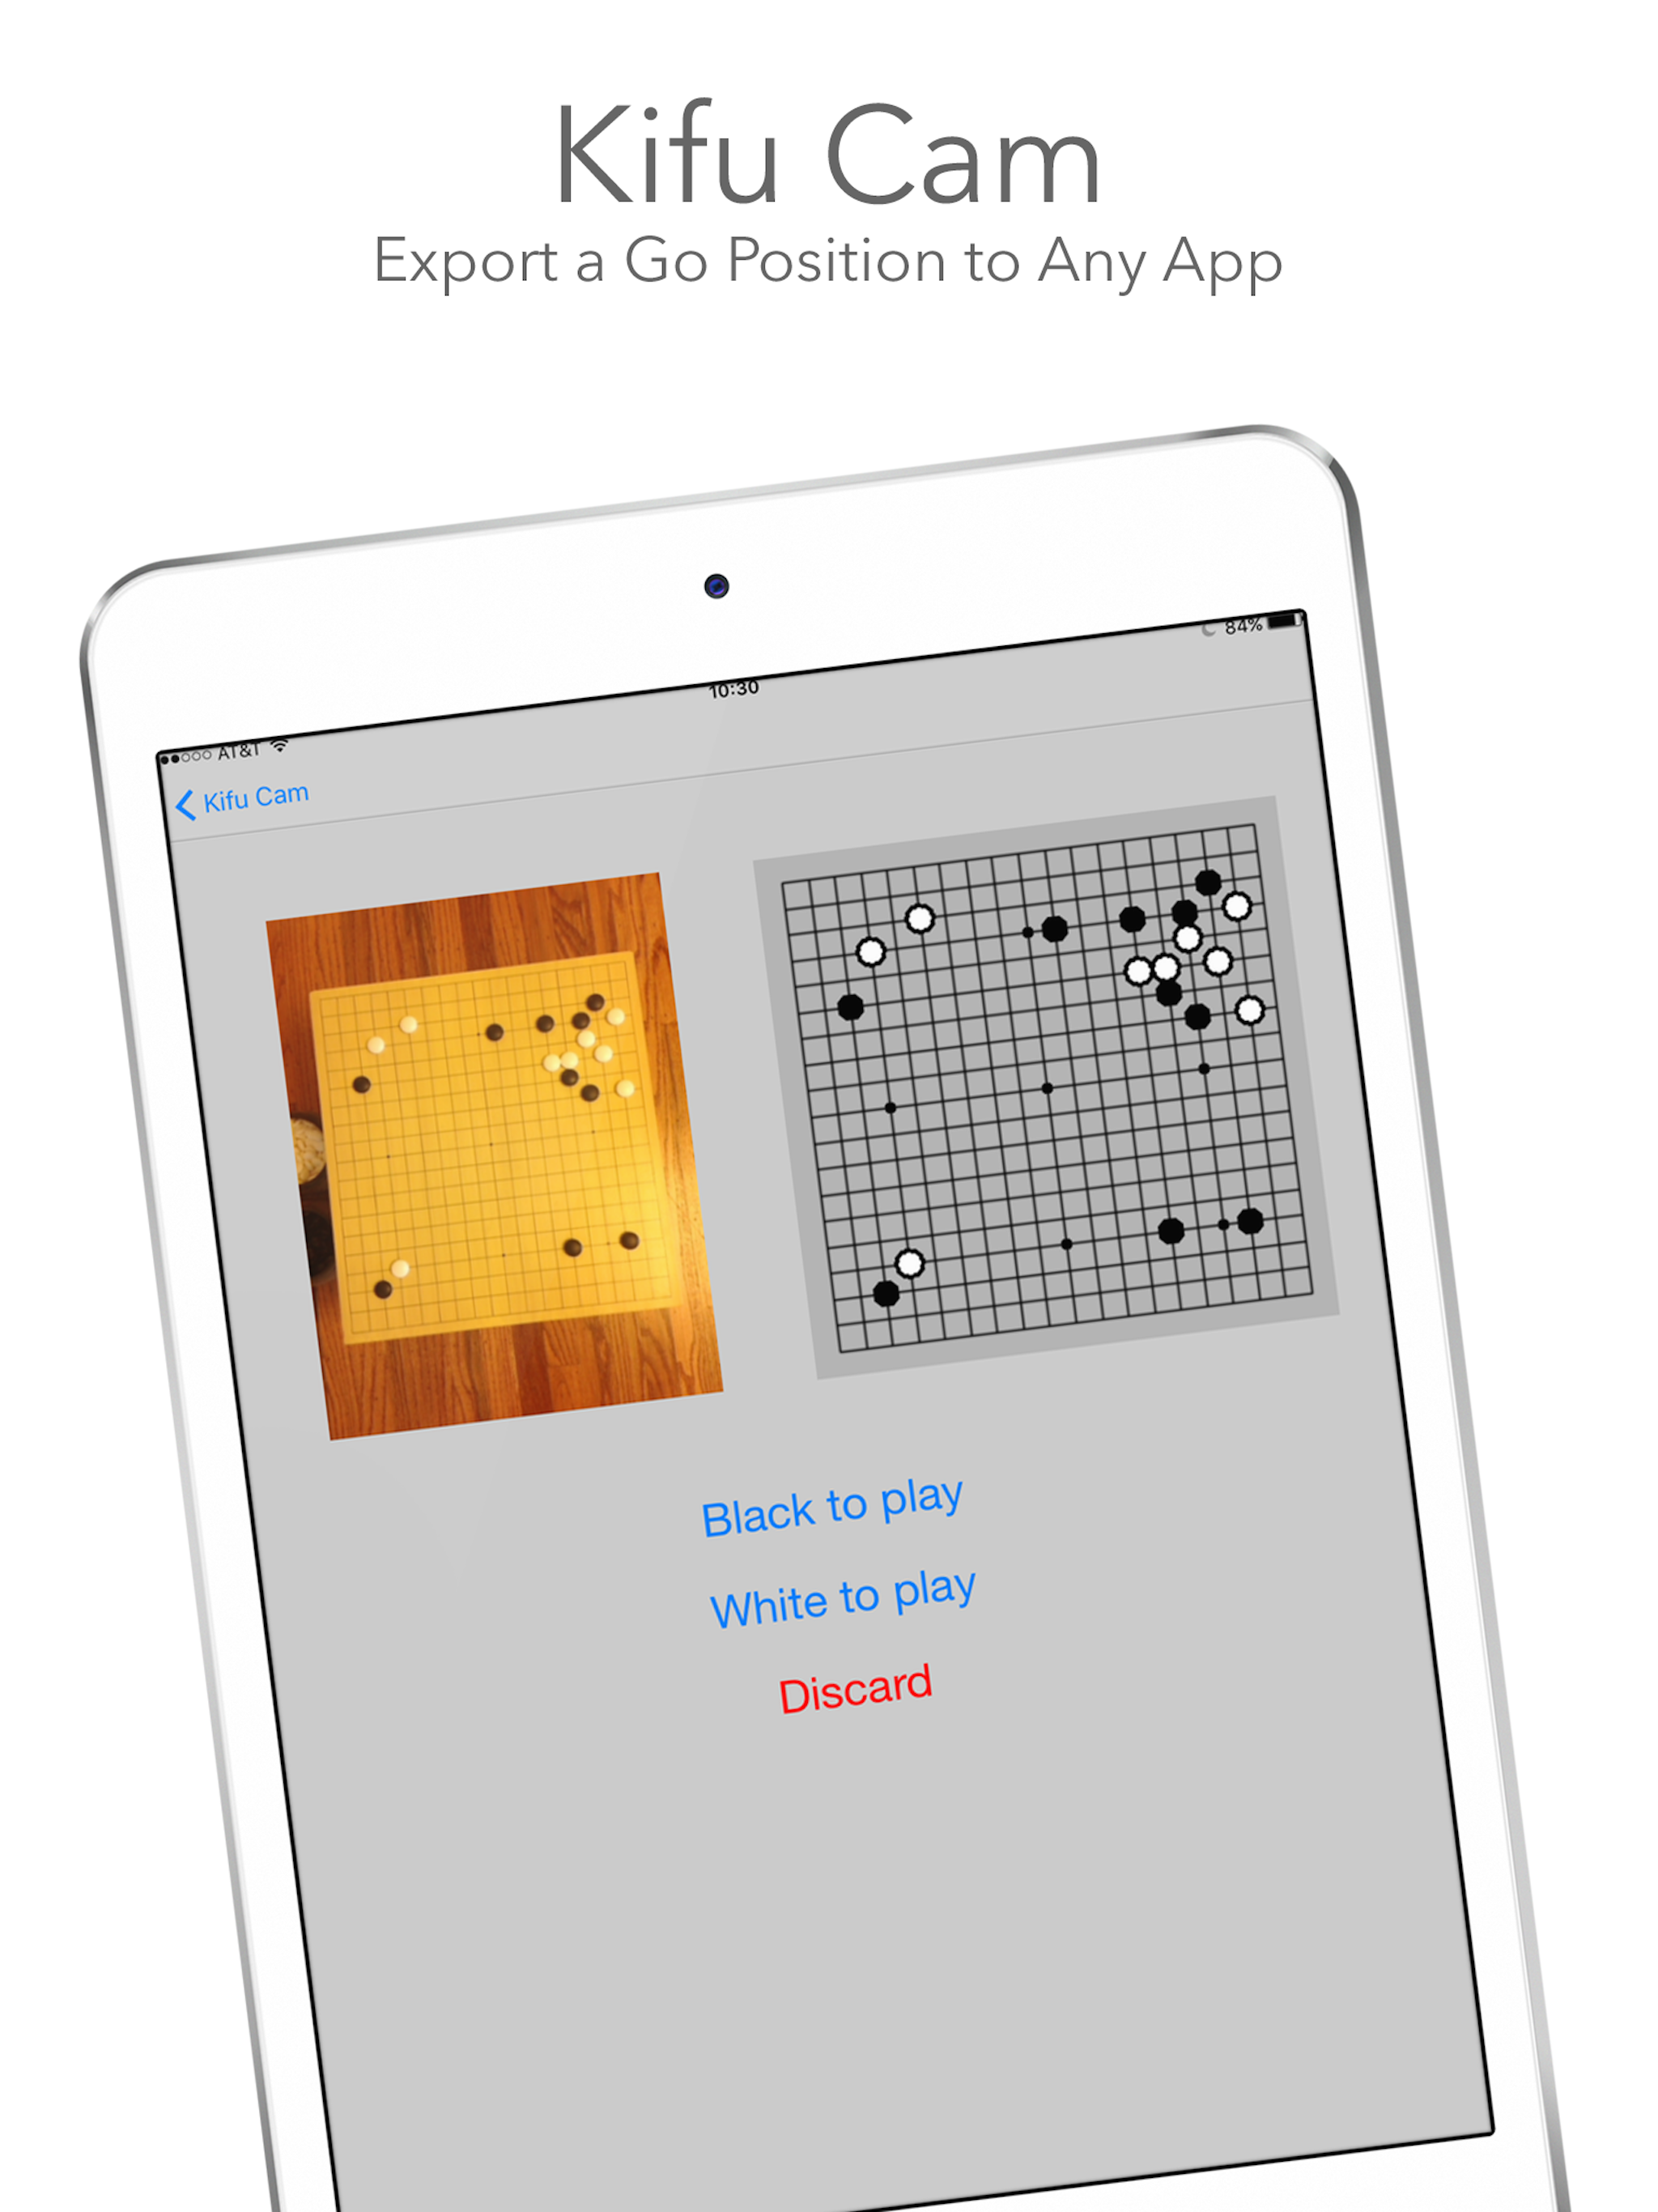 Kifu Cam
Export a Go Position to Any App
84%
10:30
AT&T
Kifu Cam
Black to play
White to play
Discard